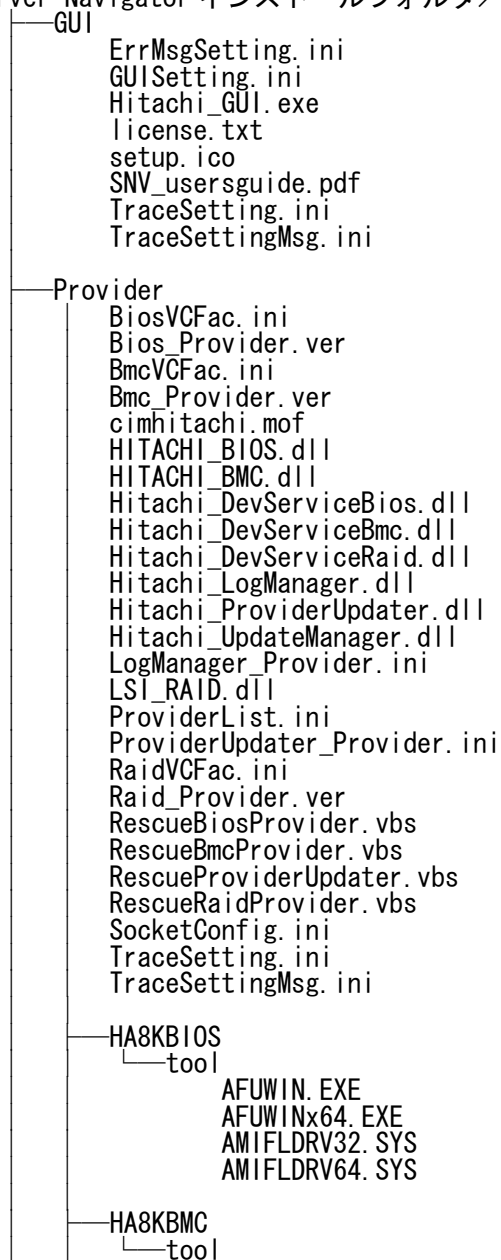 GUI
ErrMsgSetting.ini
GUISetting.ini
Hitachi_GUI.exe
license.txt
setup.ico
SNV_usersguide.pdf
TraceSetting.ini
TraceSettingMsg.ini
Provider
BiosVCFac.ini
Bios_Provider.ver
BmcVCFac.ini
Bmc_Provider.ver
cimhitachi.mof
HITACHI_BIOS.dll
HITACHI_BMC.dll
Hitachi_DevServiceBios.dll
Hitachi_DevServiceBmc.dll
Hitachi_DevServiceRaid.dll
Hitachi_LogManager.dll
Hitachi_ProviderUpdater.dll
Hitachi_UpdateManager.dll
LogManager_Provider.ini
LSI_RAID.dll
ProviderList.ini
ProviderUpdater_Provider.ini
RaidVCFac.ini
Raid_Provider.ver
RescueBiosProvider.vbs
RescueBmcProvider.vbs
RescueProviderUpdater.vbs
RescueRaidProvider.vbs
SocketConfig.ini
TraceSetting.ini
TraceSettingMsg.ini
HA8KBIOS
tool
AFUWIN.EXE
AFUWINx64.EXE
AMIFLDRV32.SYS
AMIFLDRV64.SYS
HA8KBMC
tool